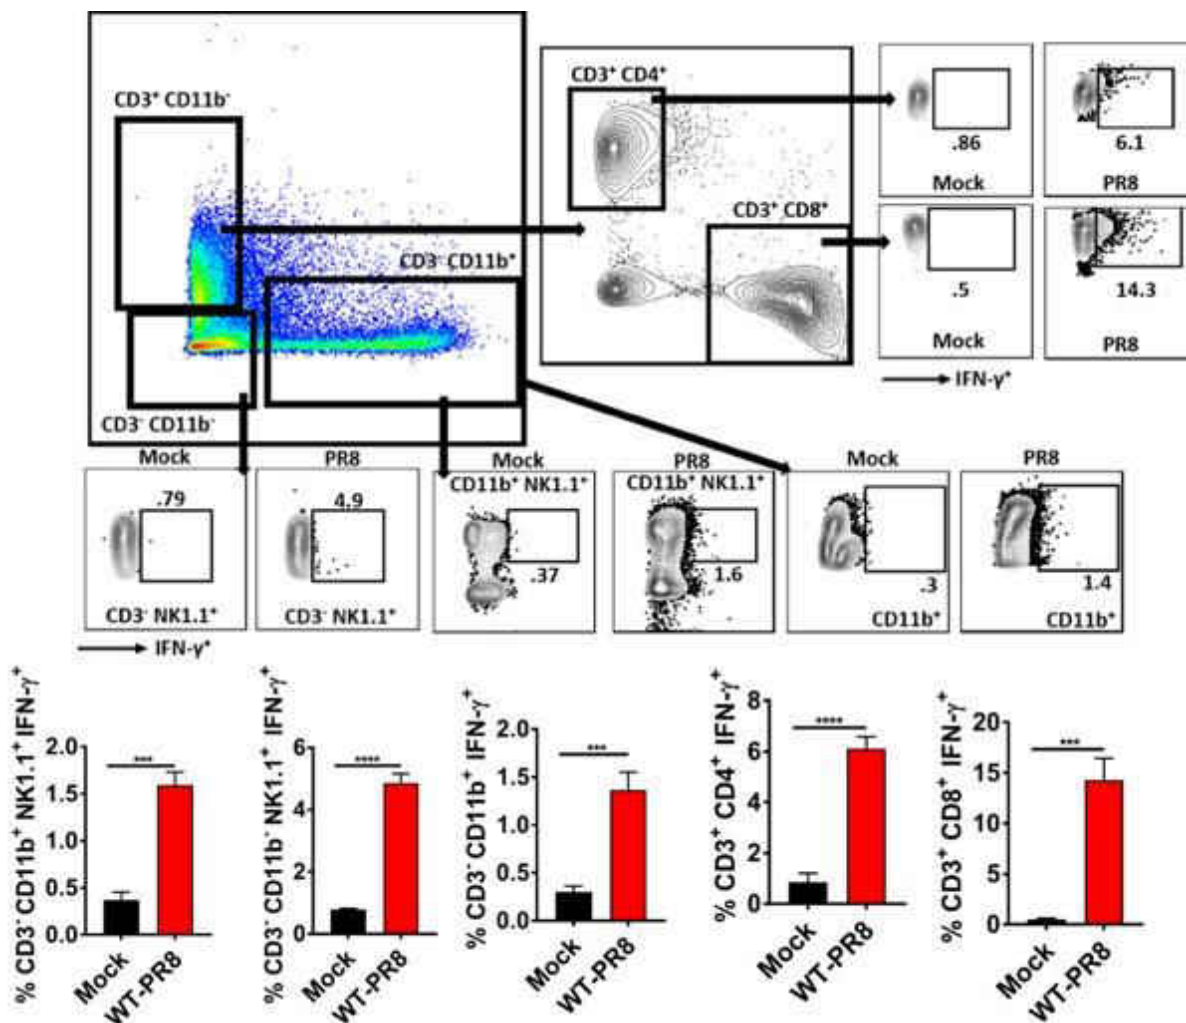 CD3⁺ CD11b⁻
CD3⁻ CD11b⁺
CD3⁻ CD11b⁻
CD3⁺ CD4⁺
CD3⁺ CD8⁺
.86
Mock
6.1
PR8
.5
Mock
14.3
PR8
IFN-γ⁺
Mock
.79
CD3⁻ NK1.1⁺
PR8
4.9
CD3⁻ NK1.1⁺
Mock
CD11b⁺ NK1.1⁺
.37
PR8
CD11b⁺ NK1.1⁺
1.6
Mock
.3
CD11b⁺
PR8
1.4
CD11b⁺
IFN-γ⁺
% CD3⁻ CD11b⁺ NK1.1⁺ IFN-γ⁺
2.0
1.5
1.0
0.5
0.0
***
Mock
WT-PR8
% CD3⁻ CD11b⁻ NK1.1⁺ IFN-γ⁺
6
4
2
0
****
Mock
WT-PR8
% CD3⁻ CD11b⁺ IFN-γ⁺
2.0
1.5
1.0
0.5
0.0
***
Mock
WT-PR8
% CD3⁺ CD4⁺ IFN-γ⁺
8
6
4
2
0
****
Mock
WT-PR8
% CD3⁺ CD8⁺ IFN-γ⁺
20
15
10
5
0
***
Mock
WT-PR8